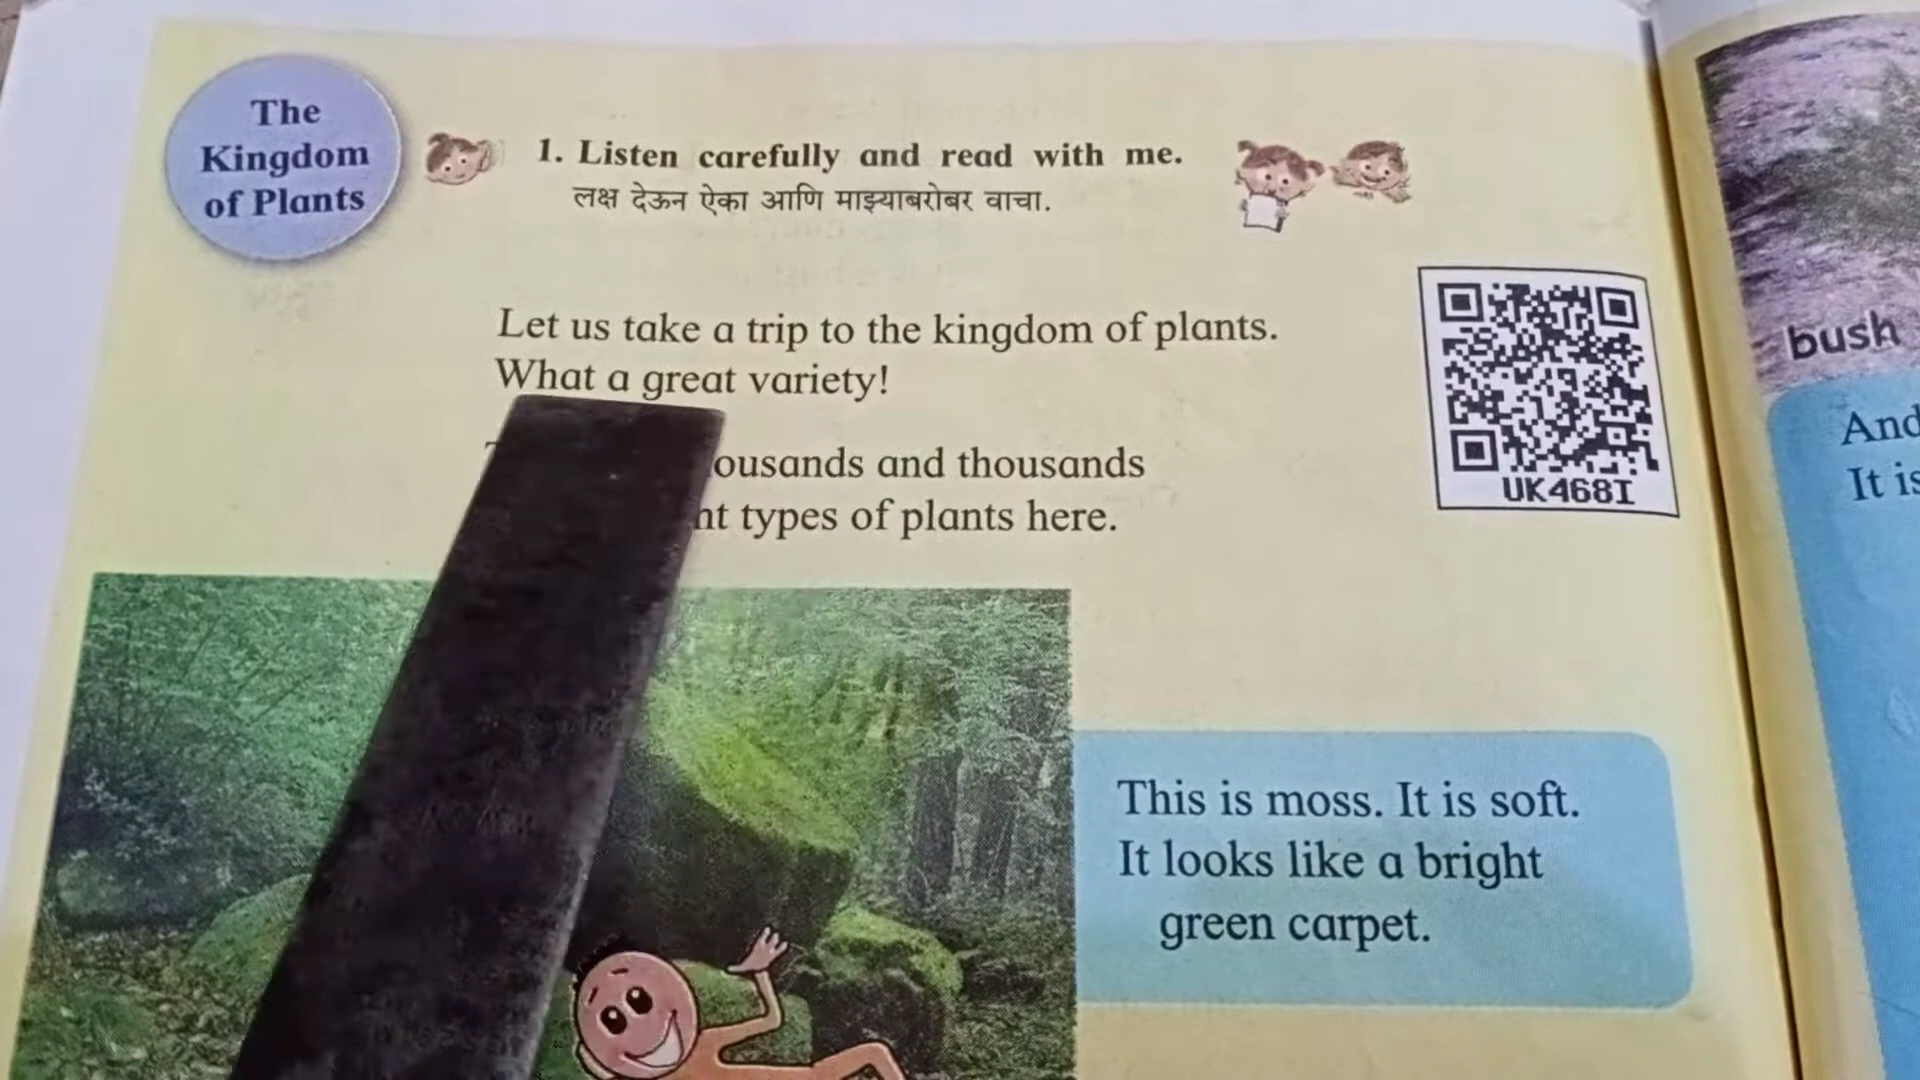 The
Kingdom
of Plants
1. Listen carefully and read with me.
लक्ष देऊन ऐका आणि माझ्याबरोबर वाचा.
Let us take a trip to the kingdom of plants.
What a great variety!
ousands and thousands
nt types of plants here.
UK468I
This is moss. It is soft.
It looks like a bright
green carpet.
bush
And
It is